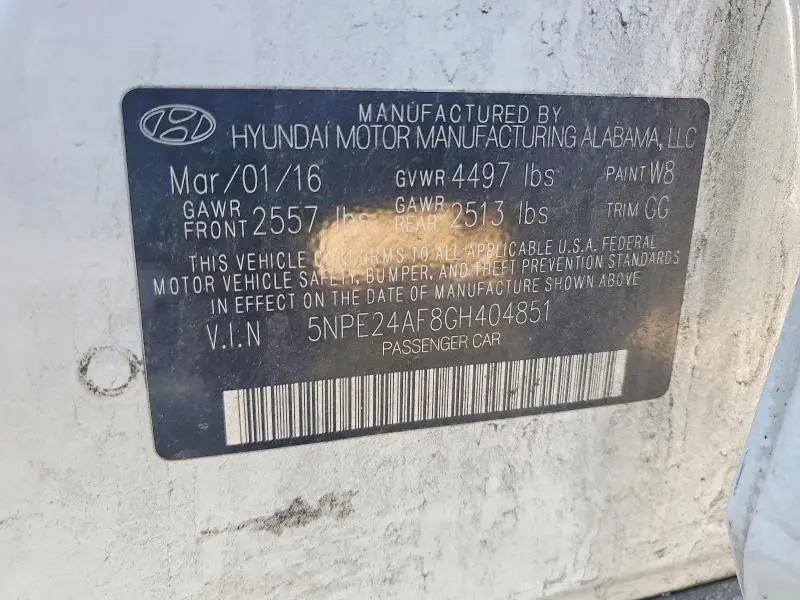 MANUFACTURED BY
HYUNDAI MOTOR MANUFACTURING ALABAMA, LLC
Mar/01/16 GVWR 4497 lbs PAINT W8
GAWR FRONT 2557 lbs GAWR REAR 2513 lbs TRIM GG
THIS VEHICLE CONFORMS TO ALL APPLICABLE U.S.A. FEDERAL
MOTOR VEHICLE SAFETY, BUMPER, AND THEFT PREVENTION STANDARDS
IN EFFECT ON THE DATE OF MANUFACTURE SHOWN ABOVE
V.I.N 5NPE24AF8GH404851
PASSENGER CAR